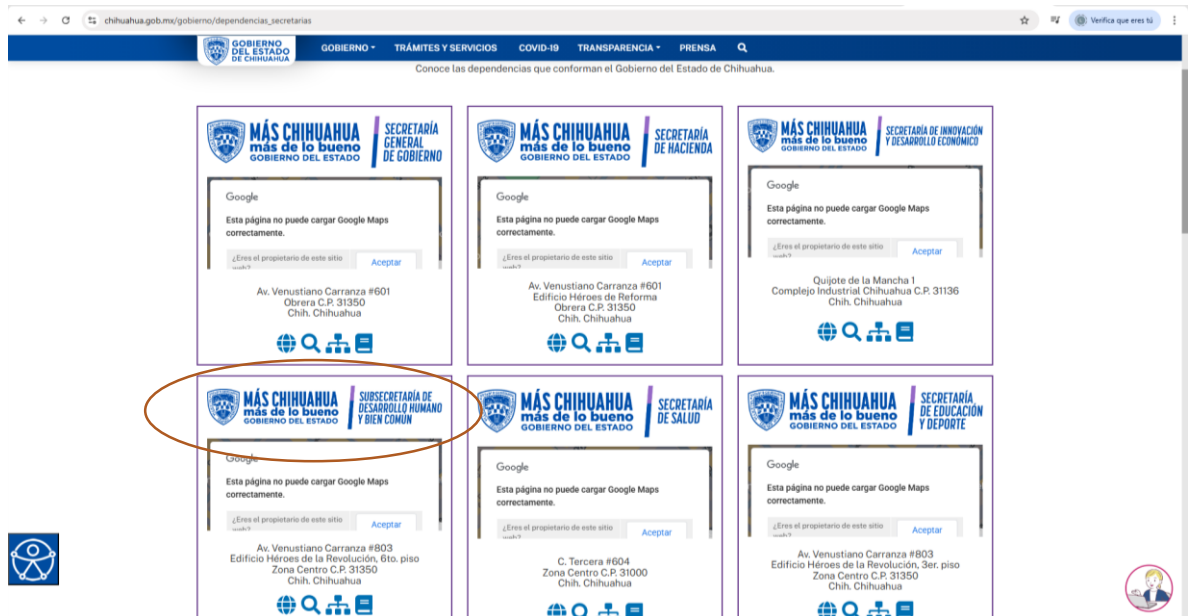 chihuahua.gob.mx/gobierno/dependencias_secretarias
Verifica que eres tú
GOBIERNO
DEL ESTADO
DE CHIHUAHUA
GOBIERNO TRÁMITES Y SERVICIOS COVID-19 TRANSPARENCIA PRENSA
Conoce las dependencias que conforman el Gobierno del Estado de Chihuahua.
MÁS CHIHUAHUA
más de lo bueno
GOBIERNO DEL ESTADO
SECRETARÍA
GENERAL
DE GOBIERNO
Google
Esta página no puede cargar Google Maps
correctamente.
¿Eres el propietario de este sitio
web?
Aceptar
Av. Venustiano Carranza #601
Obrera C.P. 31350
Chih. Chihuahua
MÁS CHIHUAHUA
más de lo bueno
GOBIERNO DEL ESTADO
SECRETARÍA
DE HACIENDA
Google
Esta página no puede cargar Google Maps
correctamente.
¿Eres el propietario de este sitio
web?
Aceptar
Av. Venustiano Carranza #601
Edificio Héroes de Reforma
Obrera C.P. 31350
Chih. Chihuahua
MÁS CHIHUAHUA
más de lo bueno
GOBIERNO DEL ESTADO
SECRETARÍA DE INNOVACIÓN
Y DESARROLLO ECONÓMICO
Google
Esta página no puede cargar Google Maps
correctamente.
¿Eres el propietario de este sitio
web?
Aceptar
Quijote de la Mancha 1
Complejo Industrial Chihuahua C.P. 31136
Chih. Chihuahua
MÁS CHIHUAHUA
más de lo bueno
GOBIERNO DEL ESTADO
SUBSECRETARÍA DE
DESARROLLO HUMANO
Y BIEN COMÚN
Google
Esta página no puede cargar Google Maps
correctamente.
¿Eres el propietario de este sitio
web?
Aceptar
Av. Venustiano Carranza #803
Edificio Héroes de la Revolución, 6to. piso
Zona Centro C.P. 31350
Chih. Chihuahua
MÁS CHIHUAHUA
más de lo bueno
GOBIERNO DEL ESTADO
SECRETARÍA
DE SALUD
Google
Esta página no puede cargar Google Maps
correctamente.
¿Eres el propietario de este sitio
web?
Aceptar
C. Tercera #604
Zona Centro C.P. 31000
Chih. Chihuahua
MÁS CHIHUAHUA
más de lo bueno
GOBIERNO DEL ESTADO
SECRETARÍA
DE EDUCACIÓN
Y DEPORTE
Google
Esta página no puede cargar Google Maps
correctamente.
¿Eres el propietario de este sitio
web?
Aceptar
Av. Venustiano Carranza #803
Edificio Héroes de la Revolución, 3er. piso
Zona Centro C.P. 31350
Chih. Chihuahua